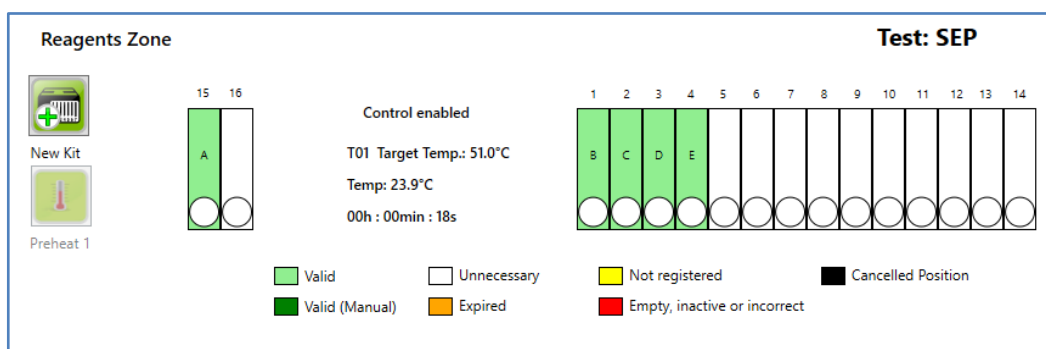 Reagents Zone
Test: SEP
15 16
1 2 3 4 5 6 7 8 9 10 11 12 13 14
Control enabled
New Kit
A
T01 Target Temp.: 51.0°C
B C D E
Temp: 23.9°C
00h : 00min : 18s
Preheat 1
Valid
Unnecessary
Not registered
Cancelled Position
Valid (Manual)
Expired
Empty, inactive or incorrect